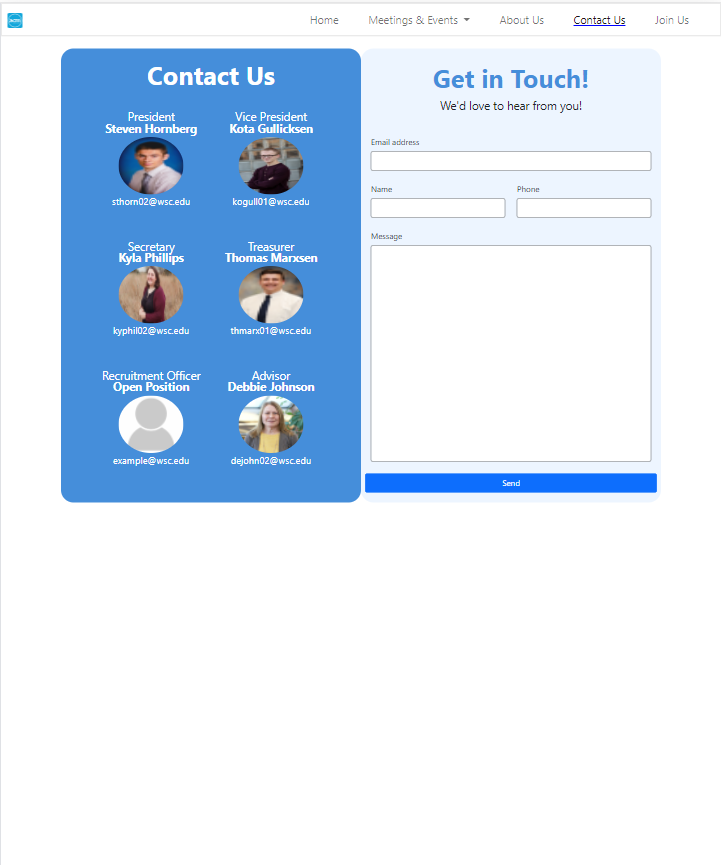 Home
Meetings & Events
About Us
Contact Us
Join Us
Contact Us
President
Steven Hornberg
sthorn02@wsc.edu
Vice President
Kota Gullicksen
kogull01@wsc.edu
Secretary
Kyla Phillips
kyphil02@wsc.edu
Treasurer
Thomas Marxsen
thmarx01@wsc.edu
Recruitment Officer
Open Position
example@wsc.edu
Advisor
Debbie Johnson
dejohn02@wsc.edu
Get in Touch!
We'd love to hear from you!
Email address
Name
Phone
Message
Send